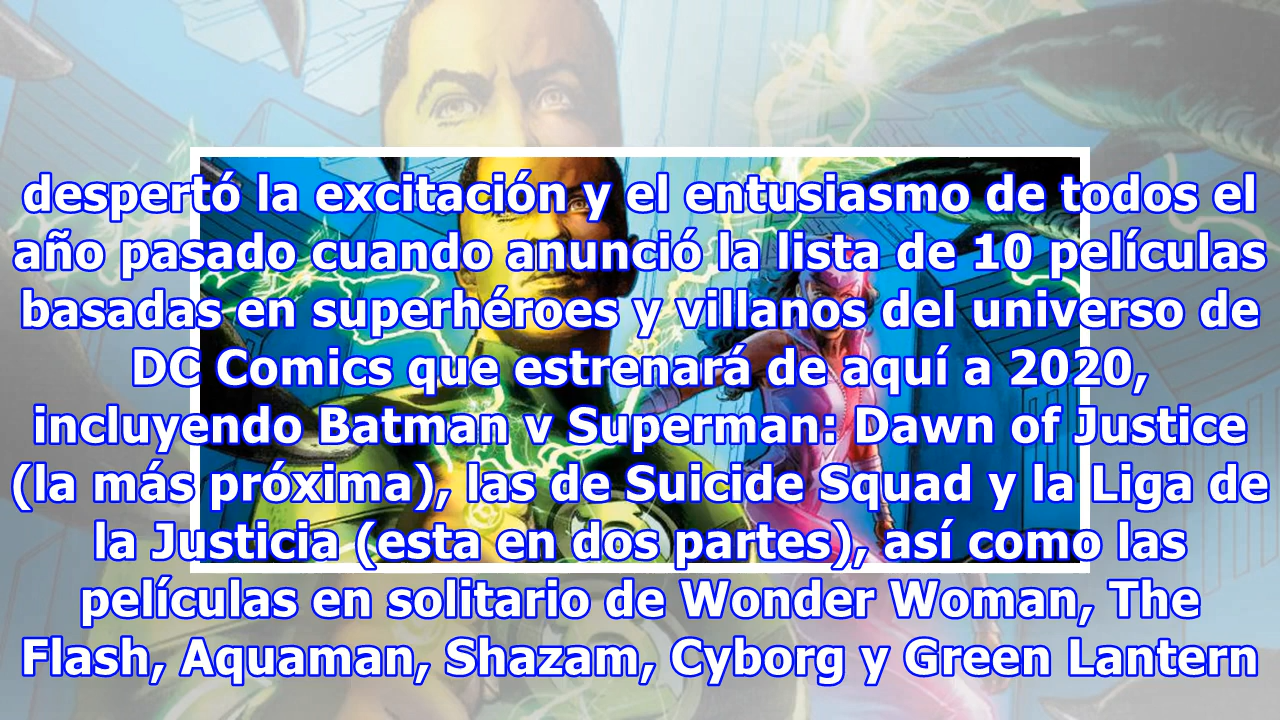 despertó la excitación y el entusiasmo de todos el
año pasado cuando anunció la lista de 10 películas
basadas en superhéroes y villanos del universo de
DC Comics que estrenará de aquí a 2020,
incluyendo Batman v Superman: Dawn of Justice
(la más próxima), las de Suicide Squad y la Liga de
la Justicia (esta en dos partes), así como las
películas en solitario de Wonder Woman, The
Flash, Aquaman, Shazam, Cyborg y Green Lantern